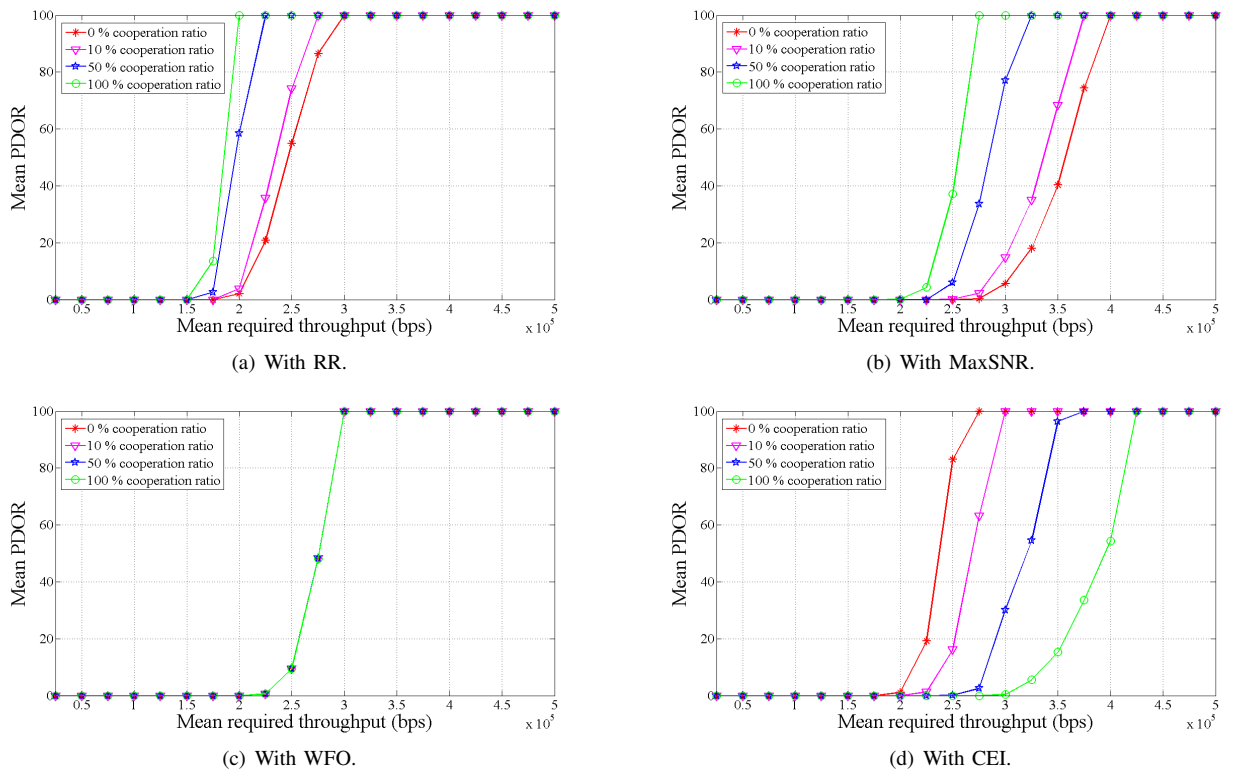 100
80
60
40
20
0
Mean PDOR
0 % cooperation ratio
10 % cooperation ratio
50 % cooperation ratio
100 % cooperation ratio
0.5 1 1.5 2 2.5 3 3.5 4 4.5 5
Mean required throughput (bps)
x 10^5
(a) With RR.
100
80
60
40
20
0
Mean PDOR
0 % cooperation ratio
10 % cooperation ratio
50 % cooperation ratio
100 % cooperation ratio
0.5 1 1.5 2 2.5 3 3.5 4 4.5 5
Mean required throughput (bps)
x 10^5
(b) With MaxSNR.
100
80
60
40
20
0
Mean PDOR
0 % cooperation ratio
10 % cooperation ratio
50 % cooperation ratio
100 % cooperation ratio
0.5 1 1.5 2 2.5 3 3.5 4 4.5 5
Mean required throughput (bps)
x 10^5
(c) With WFO.
100
80
60
40
20
0
Mean PDOR
0 % cooperation ratio
10 % cooperation ratio
50 % cooperation ratio
100 % cooperation ratio
0.5 1 1.5 2 2.5 3 3.5 4 4.5 5
Mean required throughput (bps)
x 10^5
(d) With CEI.